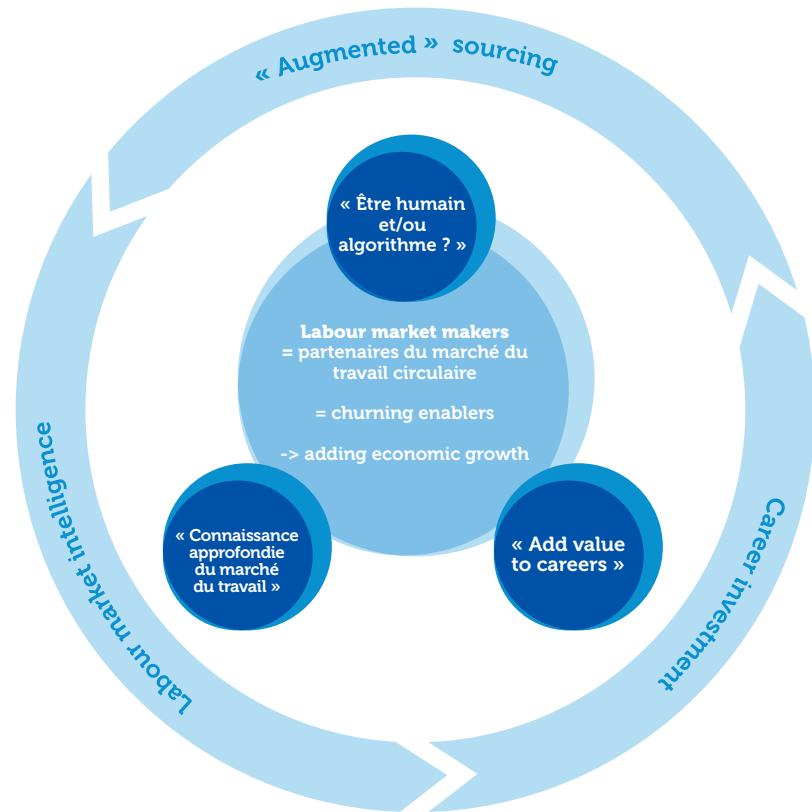 « Augmented » sourcing
« Être humain
et/ou
algorithme ? »
Labour market makers
= partenaires du marché du
travail circulaire
= churning enablers
-> adding economic growth
« Connaissance
approfondie
du marché
du travail »
« Add value
to careers »
Labour market intelligence
Career investment